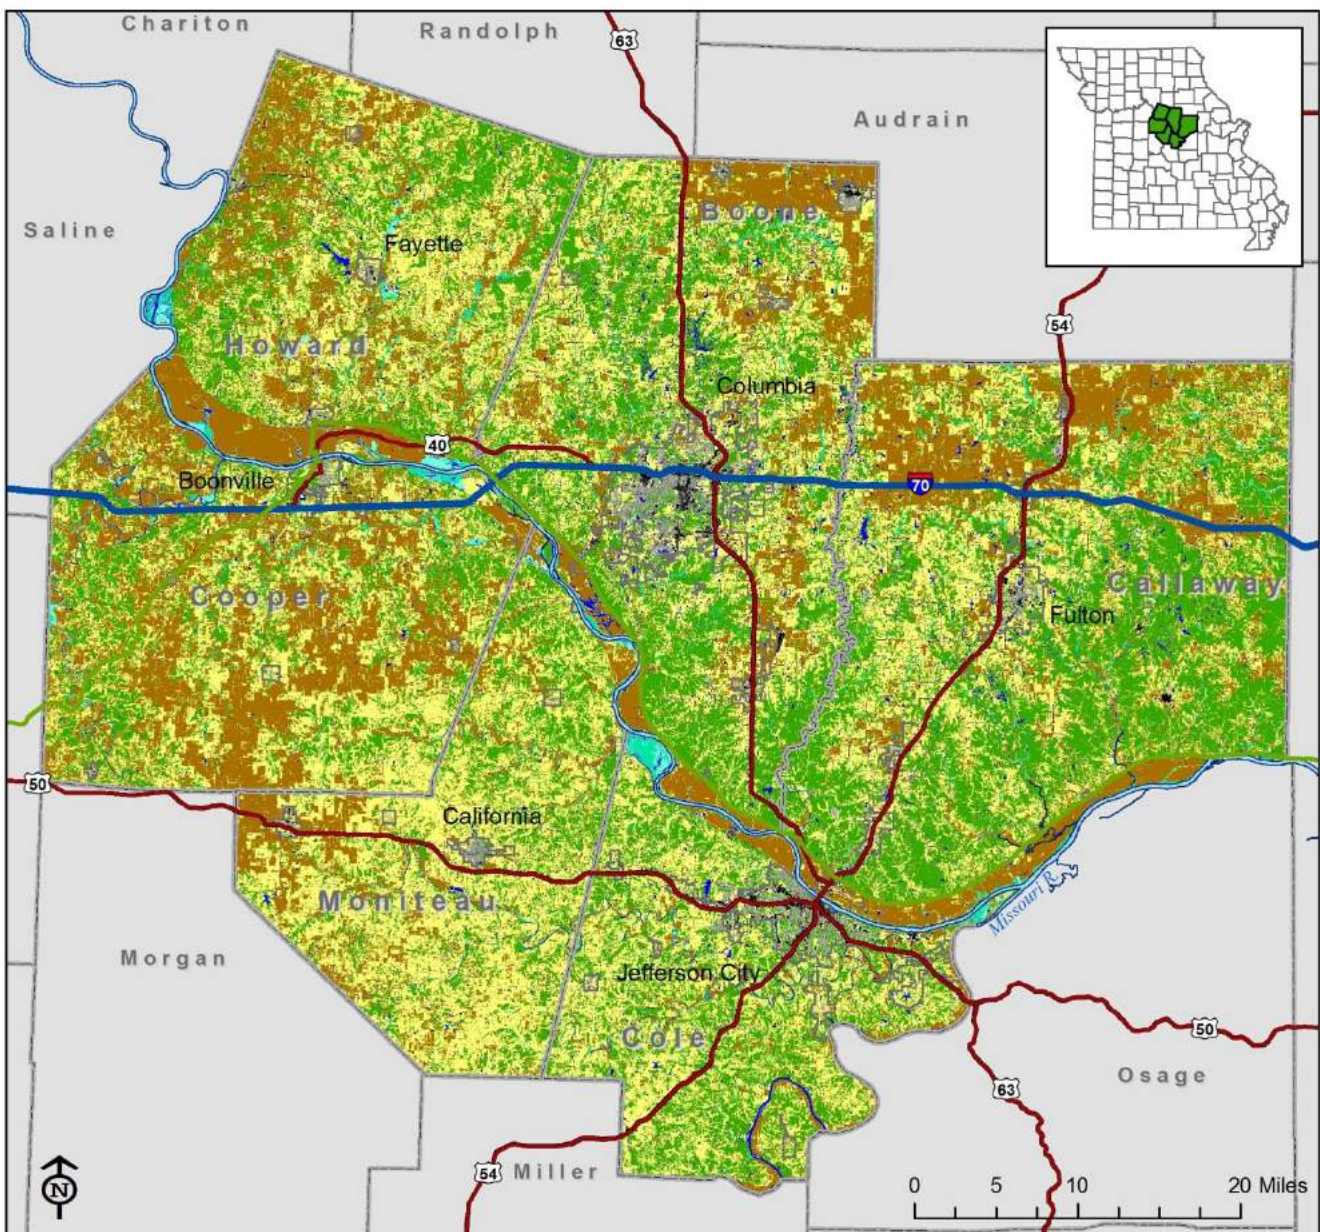 Chariton
Randolph
63
Audrain
Saline
Boone
Fayette
54
Howard
Columbia
40
Boonville
70
Cooper
Callaway
Fulton
50
California
Moniteau
Missouri R.
Morgan
Jefferson City
Cole
50
Osage
63
Miller
54
N
0 5 10 20 Miles